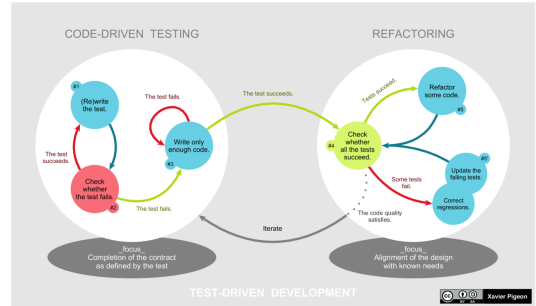 CODE-DRIVEN TESTING
REFACTORING
#1
(Re)write
the test.
The test
succeeds.
Check
whether
the test fails.
#2
The test fails.
The test fails.
Write only
enough code.
#3
The test succeeds.
#4
Check
whether
all the tests
succeed.
Tests succeed.
Refactor
some code.
#5
Update the
failing tests.
Correct
regressions.
Some tests
fail.
The code quality
satisfies.
Iterate
_focus_
Completion of the contract
as defined by the test
_focus_
Alignment of the design
with known needs
TEST-DRIVEN DEVELOPMENT
cc
BY SA
Xavier Pigeon